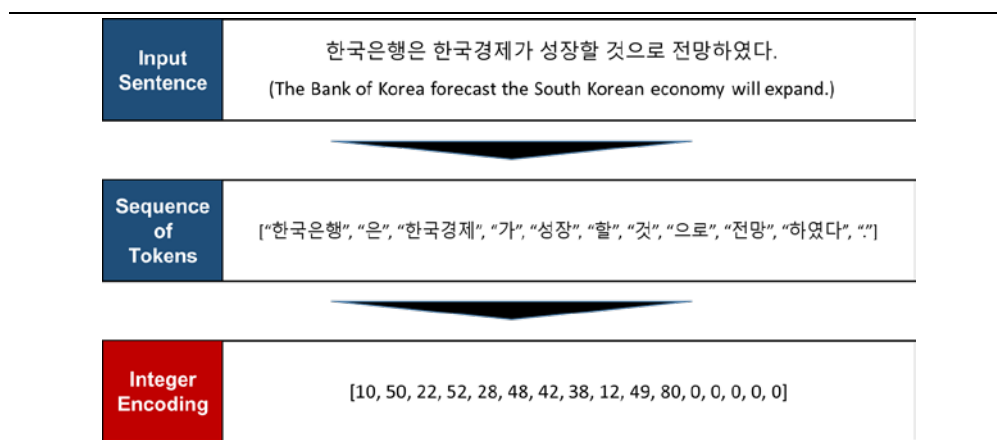 Input
Sentence
한국은행은 한국경제가 성장할 것으로 전망하였다.
(The Bank of Korea forecast the South Korean economy will expand.)
Sequence
of
Tokens
[“한국은행”, “은”, “한국경제”, “가”, “성장”, “할”, “것”, “으로”, “전망”, “하였다”, “.”]
Integer
Encoding
[10, 50, 22, 52, 28, 48, 42, 38, 12, 49, 80, 0, 0, 0, 0, 0]